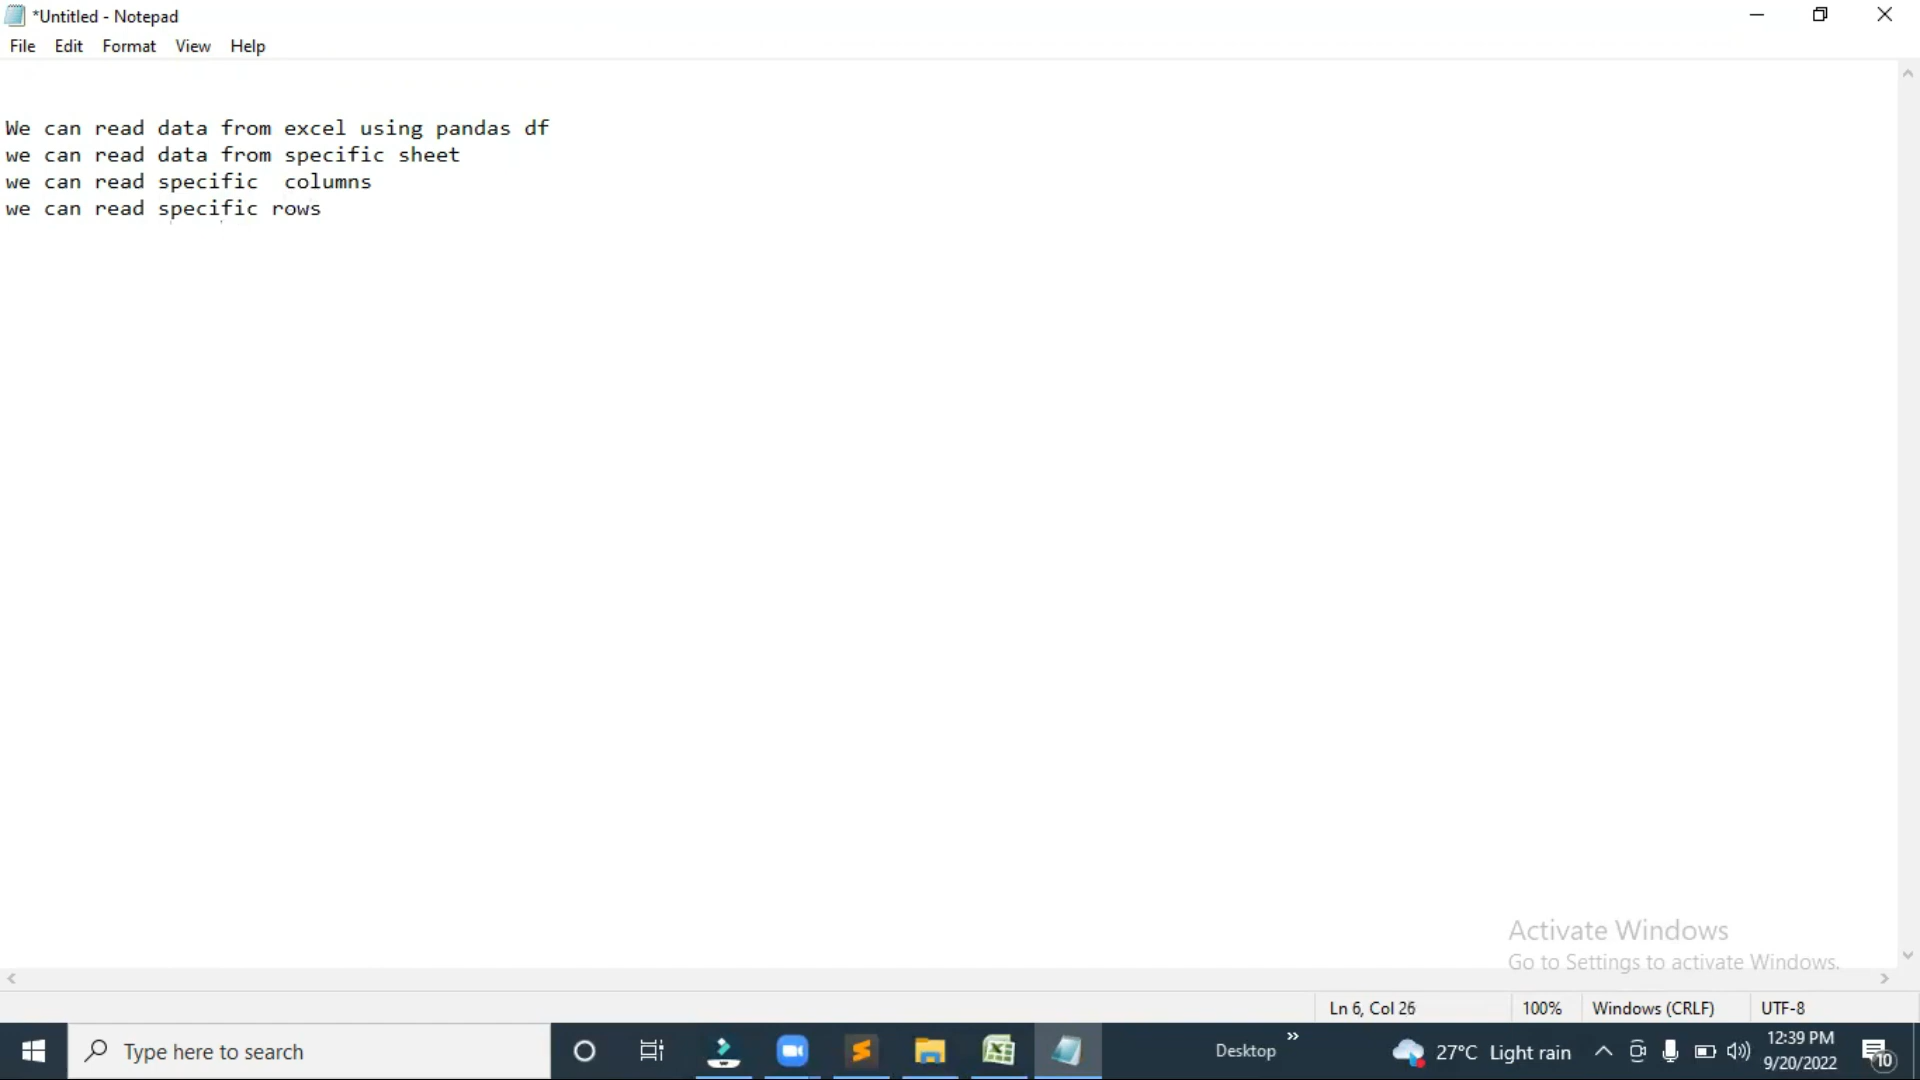 *Untitled - Notepad
File Edit Format View Help
We can read data from excel using pandas df
we can read data from specific sheet
we can read specific  columns
we can read specific rows
Activate Windows
Go to Settings to activate Windows.
Ln 6, Col 26 100% Windows (CRLF) UTF-8
Type here to search Desktop 27°C Light rain 12:39 PM
9/20/2022 10